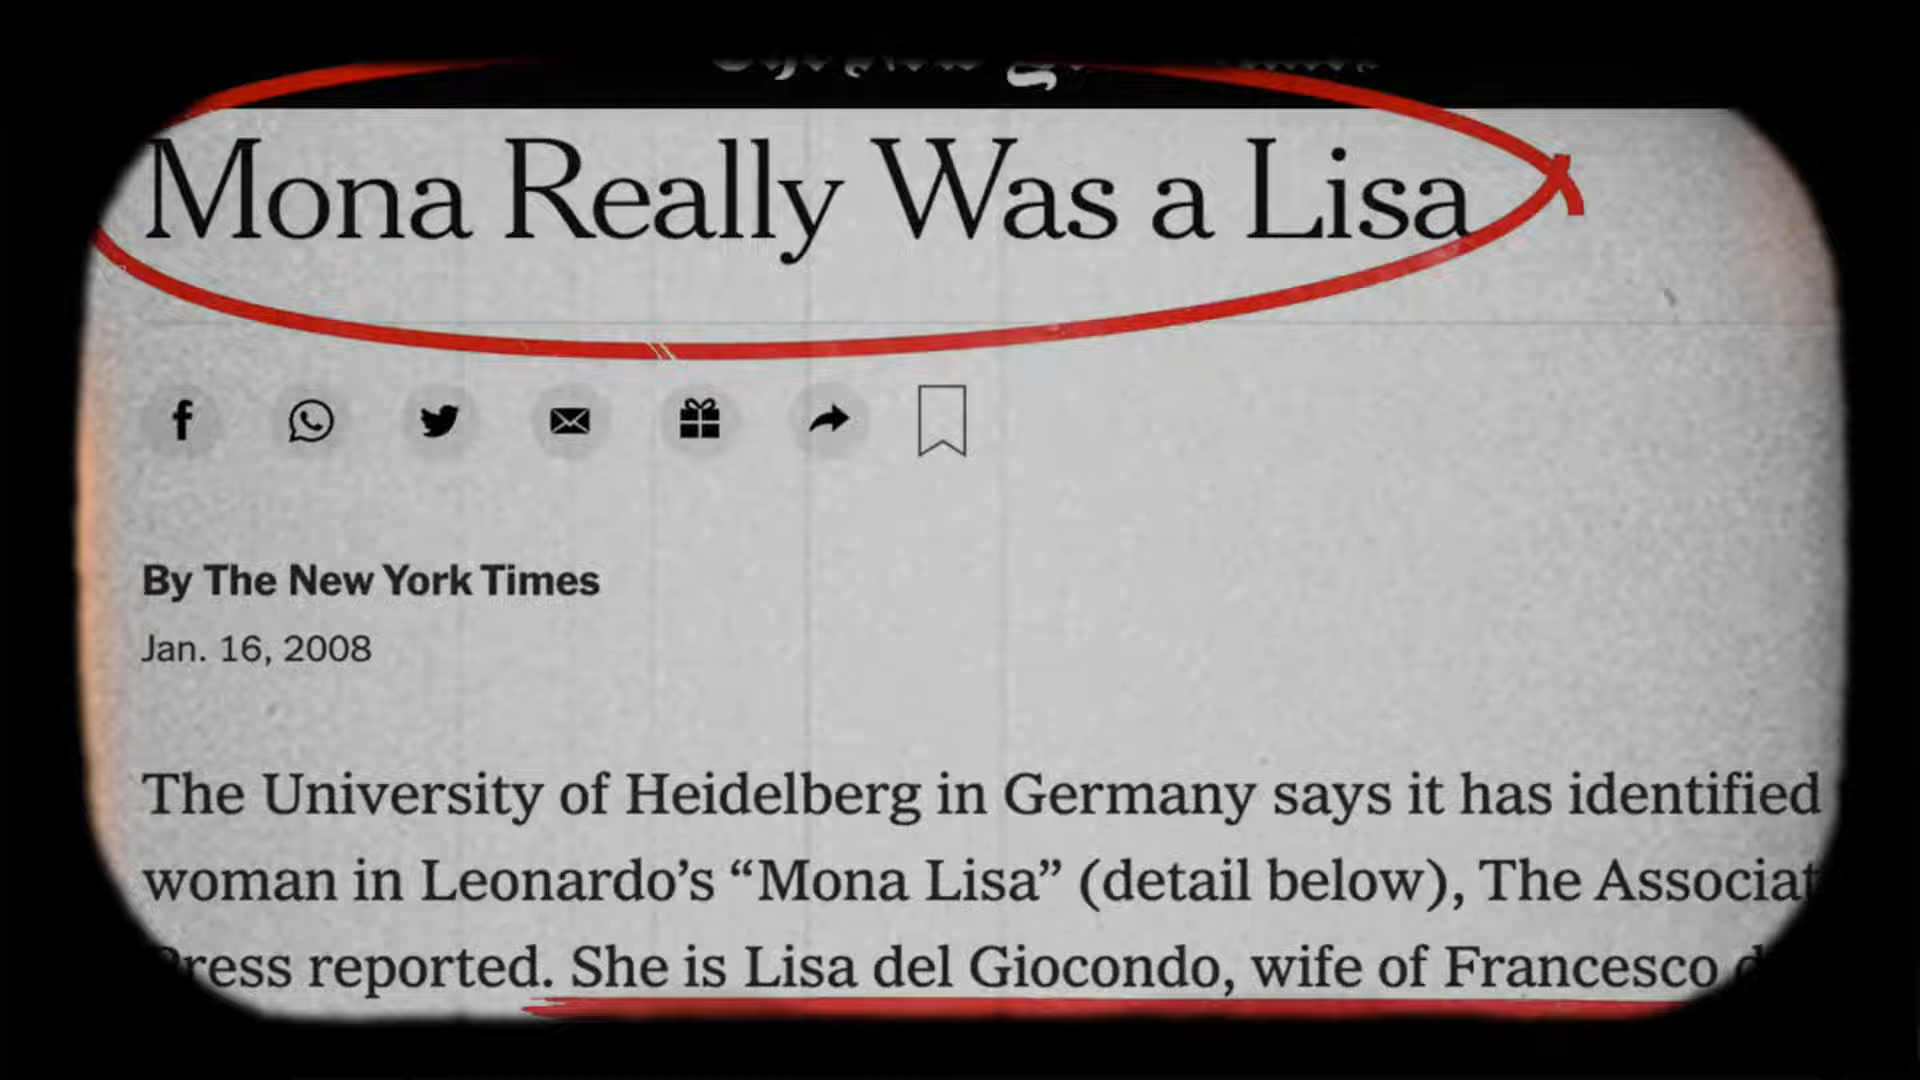 Mona Really Was a Lisa
By The New York Times
Jan. 16, 2008
The University of Heidelberg in Germany says it has identified
woman in Leonardo’s “Mona Lisa” (detail below), The Associat
Press reported. She is Lisa del Giocondo, wife of Francesco d